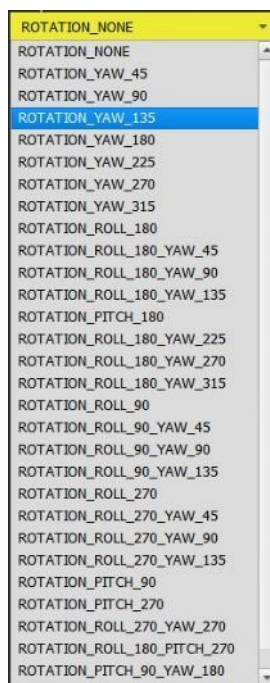 ROTATION_NONE
ROTATION_NONE
ROTATION_YAW_45
ROTATION_YAW_90
ROTATION_YAW_135
ROTATION_YAW_180
ROTATION_YAW_225
ROTATION_YAW_270
ROTATION_YAW_315
ROTATION_ROLL_180
ROTATION_ROLL_180_YAW_45
ROTATION_ROLL_180_YAW_90
ROTATION_ROLL_180_YAW_135
ROTATION_PITCH_180
ROTATION_ROLL_180_YAW_225
ROTATION_ROLL_180_YAW_270
ROTATION_ROLL_180_YAW_315
ROTATION_ROLL_90
ROTATION_ROLL_90_YAW_45
ROTATION_ROLL_90_YAW_90
ROTATION_ROLL_90_YAW_135
ROTATION_ROLL_270
ROTATION_ROLL_270_YAW_45
ROTATION_ROLL_270_YAW_90
ROTATION_ROLL_270_YAW_135
ROTATION_PITCH_90
ROTATION_PITCH_270
ROTATION_ROLL_270_YAW_270
ROTATION_ROLL_180_PITCH_270
ROTATION_PITCH_90_YAW_180